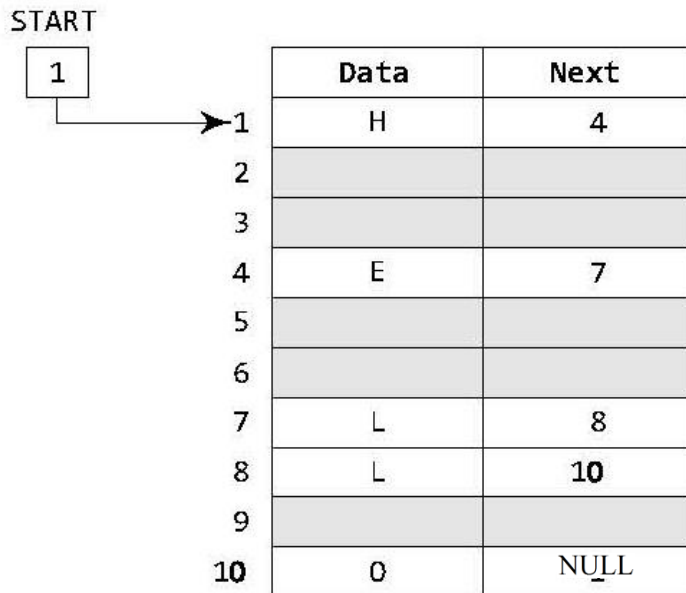 START
1
Data Next
1 H 4
2
3
4 E 7
5
6
7 L 8
8 L 10
9
10 O NULL